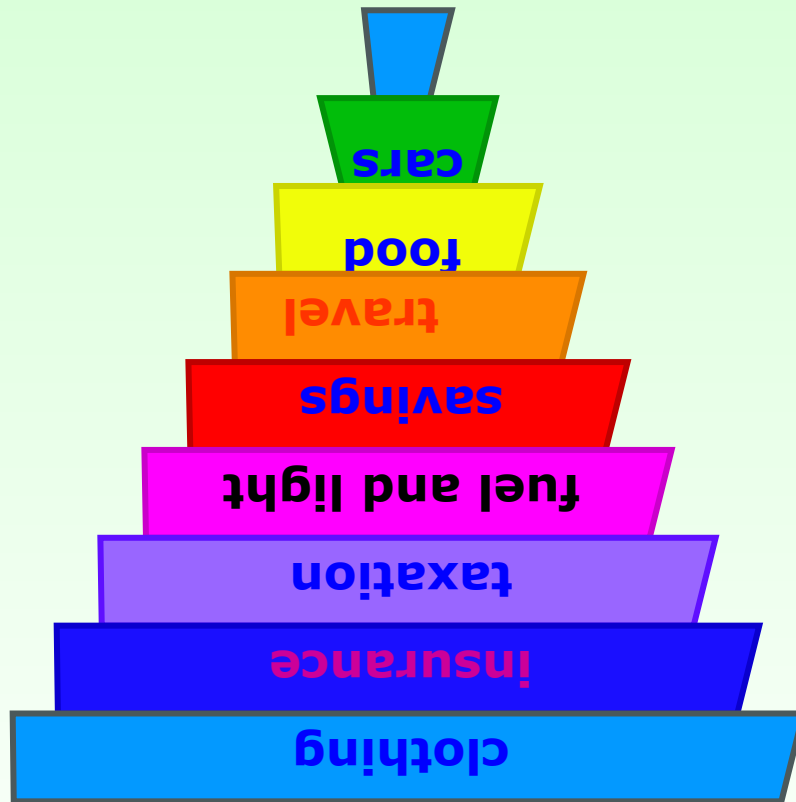 clothing
insurance
taxation
fuel and light
savings
travel
food
cars